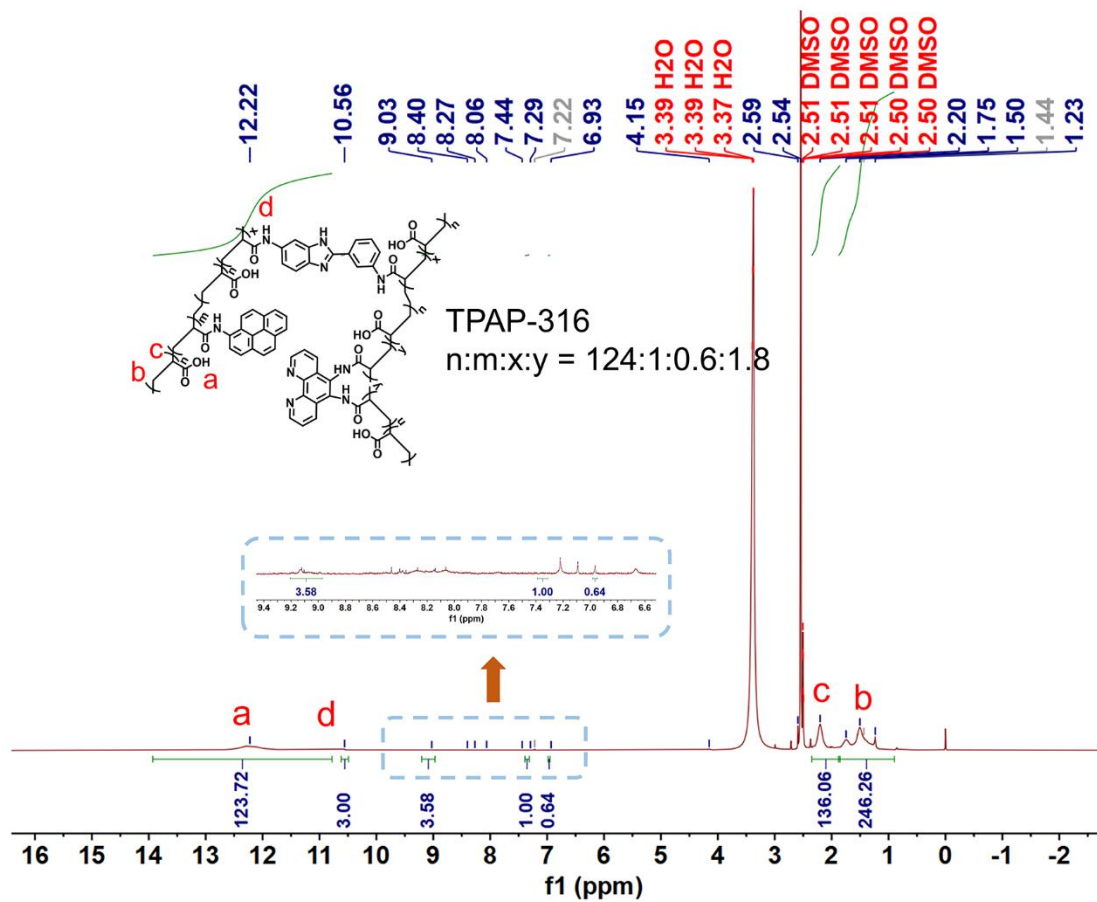 12.22
10.56
9.03
8.40
8.27
8.06
7.44
7.29
7.22
6.93
4.15
3.39 H2O
3.39 H2O
3.37 H2O
2.59
2.54
2.51 DMSO
2.51 DMSO
2.51 DMSO
2.50 DMSO
2.50 DMSO
2.20
1.75
1.50
1.44
1.23
d
n
HO
O
x
O
N
H
H
N
N
N
H
O
x
m
OH
O
n
m
O
H
N
c
n
OH
b
O
a
HO
O
y
N
NH
O
N
NH
O
y
n
HO
O
TPAP-316
n:m:x:y = 124:1:0.6:1.8
3.58
1.00
0.64
9.4 9.2 9.0 8.8 8.6 8.4 8.2 8.0 7.8 7.6 7.4 7.2 7.0 6.8 6.6
f1 (ppm)
a
d
c
b
123.72
3.00
3.58
1.00
0.64
136.06
246.26
16 15 14 13 12 11 10 9 8 7 6 5 4 3 2 1 0 -1 -2
f1 (ppm)